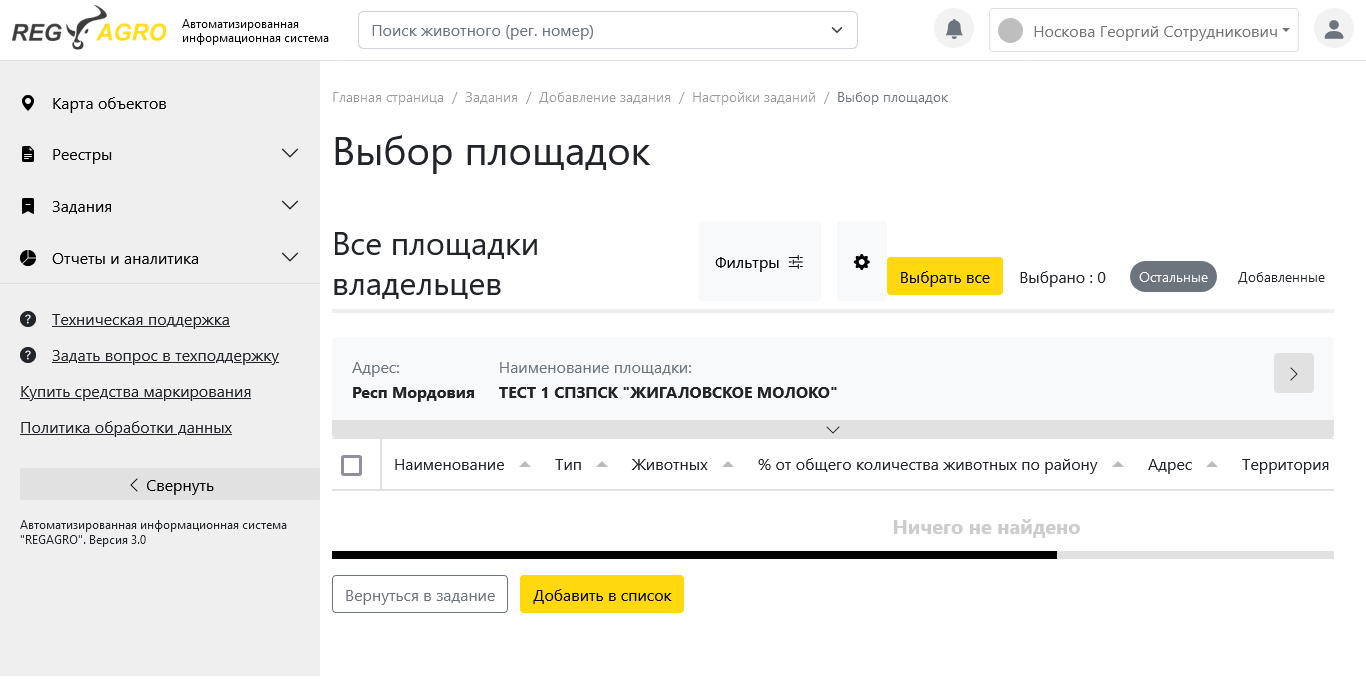 REG AGRO
Автоматизированная
информационная система
Поиск животного (рег. номер)
Носкова Георгий Сотрудникович
Карта объектов
Реестры
Задания
Отчеты и аналитика
Техническая поддержка
Задать вопрос в техподдержку
Купить средства маркирования
Политика обработки данных
Свернуть
Автоматизированная информационная система
"REGAGRO". Версия 3.0
Главная страница / Задания / Добавление задания / Настройки заданий / Выбор площадок
Выбор площадок
Все площадки
владельцев
Фильтры
Выбрать все
Выбрано : 0
Остальные
Добавленные
Адрес:
Респ Мордовия
Наименование площадки:
ТЕСТ 1 СПЗПСК "ЖИГАЛОВСКОЕ МОЛОКО"
Наименование Тип Животных % от общего количества животных по району Адрес Территория
Ничего не найдено
Вернуться в задание
Добавить в список